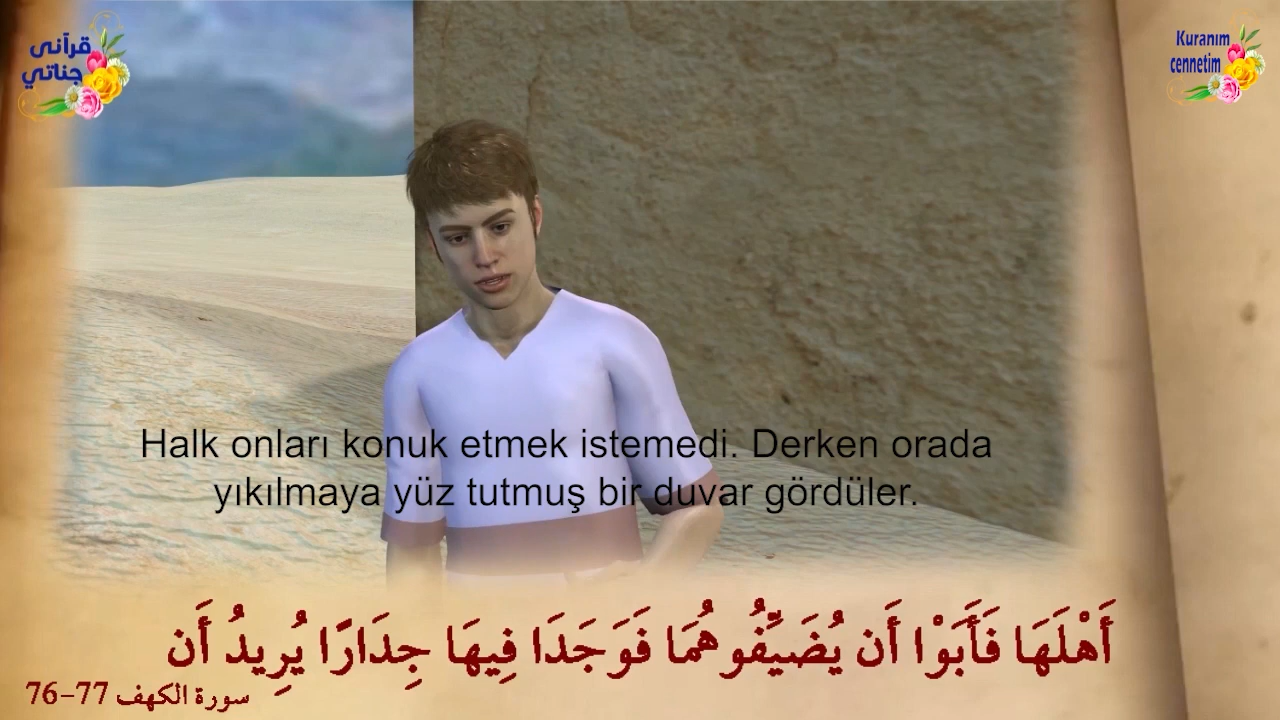 قرآنى
جناتي
Kuranım
cennetim
Halk onları konuk etmek istemedi. Derken orada
yıkılmaya yüz tutmuş bir duvar gördüler.
أَهْلَهَا فَأَبَوْا أَن يُضَيِّفُوهُمَا فَوَجَدَا فِيهَا جِدَارًا يُرِيدُ أَن
سورة الكهف 77-76